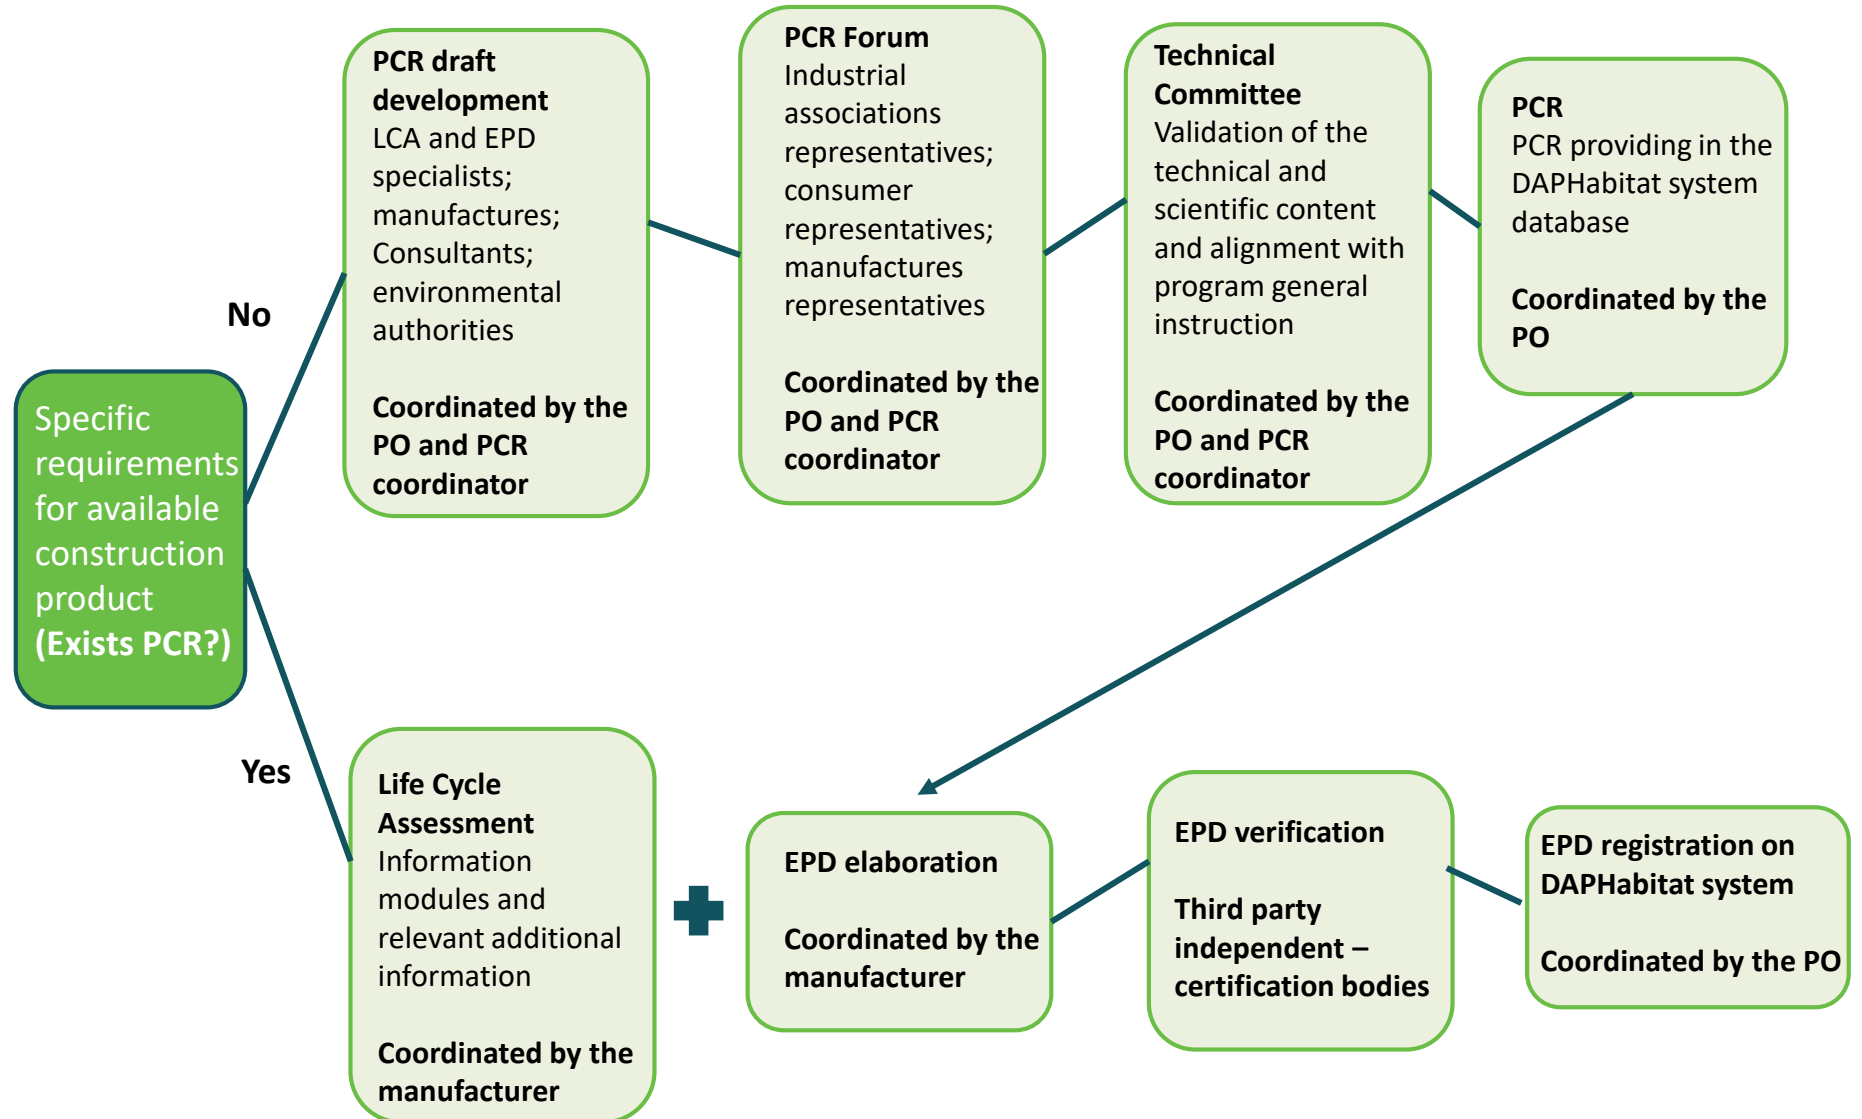 Specific
requirements
for available
construction
product
(Exists PCR?)
No
Yes
PCR draft
development
LCA and EPD
specialists;
manufactures;
Consultants;
environmental
authorities
Coordinated by the
PO and PCR
coordinator
PCR Forum
Industrial
associations
representatives;
consumer
representatives;
manufactures
representatives
Coordinated by the
PO and PCR
coordinator
Technical
Committee
Validation of the
technical and
scientific content
and alignment with
program general
instruction
Coordinated by the
PO and PCR
coordinator
PCR
PCR providing in the
DAPHabitat system
database
Coordinated by the
PO
Life Cycle
Assessment
Information
modules and
relevant additional
information
Coordinated by the
manufacturer
EPD elaboration
Coordinated by the
manufacturer
EPD verification
Third party
independent –
certification bodies
EPD registration on
DAPHabitat system
Coordinated by the PO